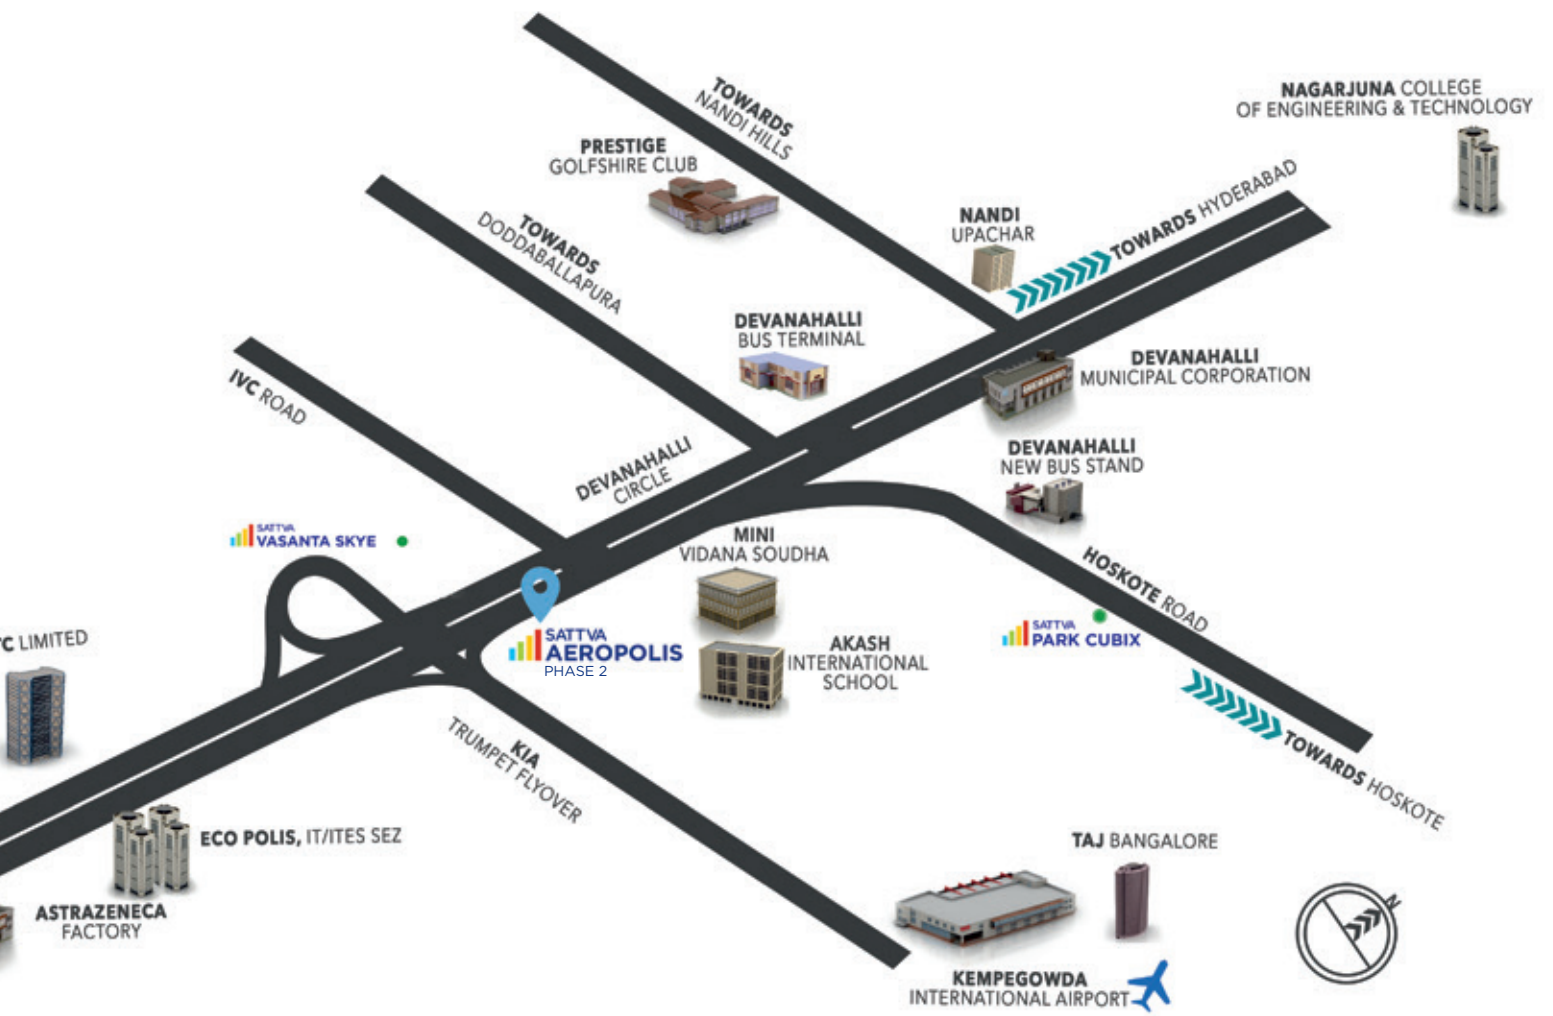 TOWARDS
NANDI HILLS
NAGARJUNA COLLEGE
OF ENGINEERING & TECHNOLOGY
PRESTIGE
GOLFSHIRE CLUB
TOWARDS HYDERABAD
NANDI
UPACHAR
TOWARDS
DODDABALLAPURA
DEVANAHALLI
BUS TERMINAL
DEVANAHALLI
MUNICIPAL CORPORATION
IVC ROAD
DEVANAHALLI
CIRCLE
DEVANAHALLI
NEW BUS STAND
SATTVA
VASANTA SKYE
MINI
VIDANA SOUDHA
HOSKOTE ROAD
SATTVA
PARK CUBIX
SATTVA
AEROPOLIS
PHASE 2
AKASH
INTERNATIONAL
SCHOOL
TC LIMITED
KIA
TRUMPET FLYOVER
TOWARDS HOSKOTE
ECO POLIS, IT/ITES SEZ
TAJ BANGALORE
ASTRAZENECA
FACTORY
N
KEMPEGOWDA
INTERNATIONAL AIRPORT